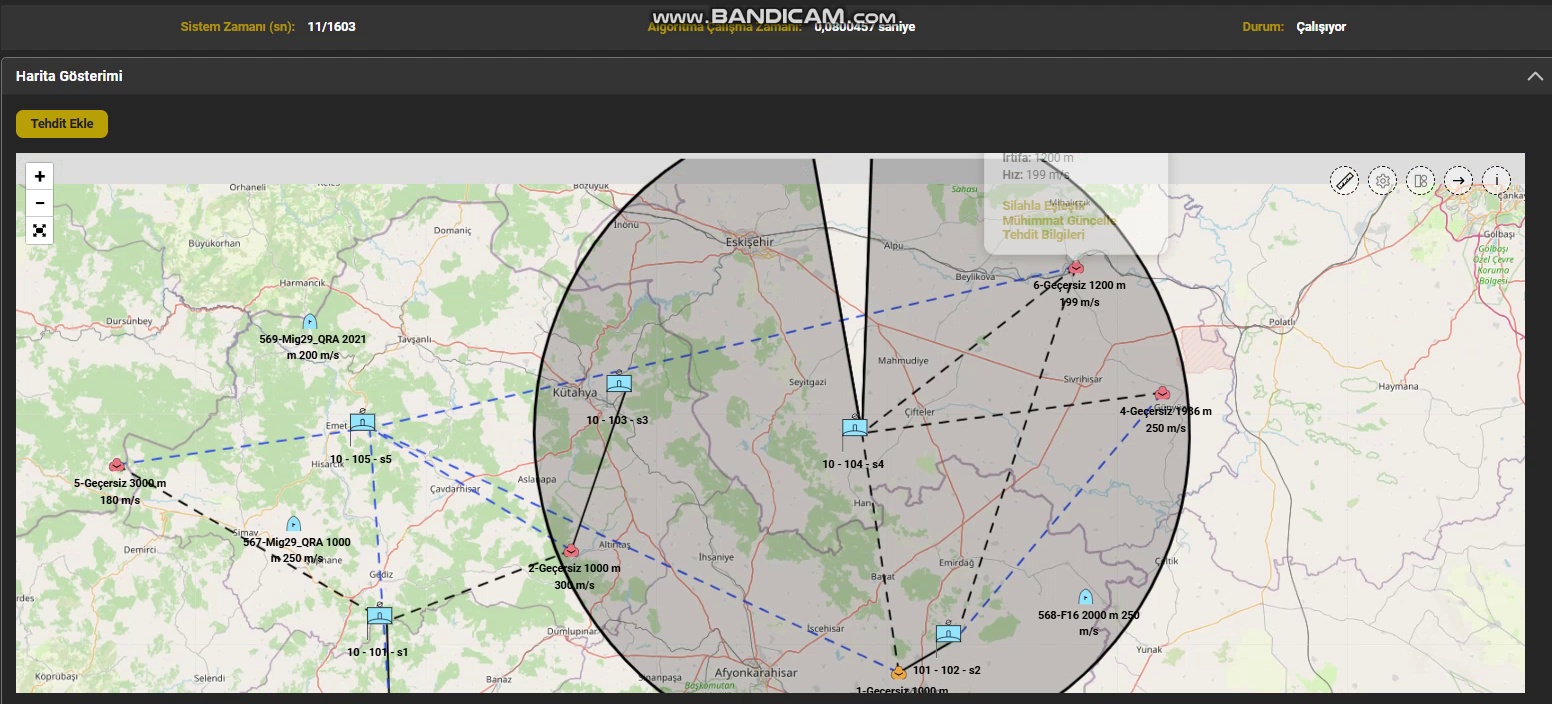 www.BANDICAM.com
Sistem Zamanı (sn): 11/1603
Algoritma Çalışma Zamanı: 0,0800457 saniye
Durum: Çalışıyor
Harita Gösterimi
Tehdit Ekle
+
−
İrtifa: 1200 m
Hız: 199 m/s
Silahla Eşleştir
Mühimmat Güncelle
Tehdit Bilgileri
Orhaneli
Keles
Bozüyük
Sakası
Mihalıççık
Çankaya
İnönü
Domaniç
Büyükorhan
Eskişehir
Alpu
Gölbaşı
Gölbaşı
Özel Çevre
Koruma
Bölgesi
Harmancık
Beylikova
6-Geçersiz 1200 m
199 m/s
Dursunbey
Tavşanlı
569-Mig29_QRA 2021
m 200 m/s
Polatlı
Mahmudiye
Seyitgazi
Sivrihisar
Haymana
Kütahya
10 - 103 - s3
Çifteler
4-Geçersiz 1986 m
250 m/s
Emet
10 - 105 - s5
Hisarcık
10 - 104 - s4
5-Geçersiz 3000 m
180 m/s
Çavdarhisar
Aslanapa
Han
Simav
567-Mig29_QRA 1000
m 250 m/s
Demirci
Gediz
Altıntaş
2-Geçersiz 1000 m
300 m/s
İhsaniye
Bayat
Emirdağ
Çeltik
568-F16 2000 m 250
m/s
Dumlupınar
İscehisar
10 - 101 - s1
Yunak
101 - 102 - s2
Köprübaşı
Selendi
Banaz
Sinanpaşa
Afyonkarahisar
Başkomutan
1-Geçersiz 1000 m